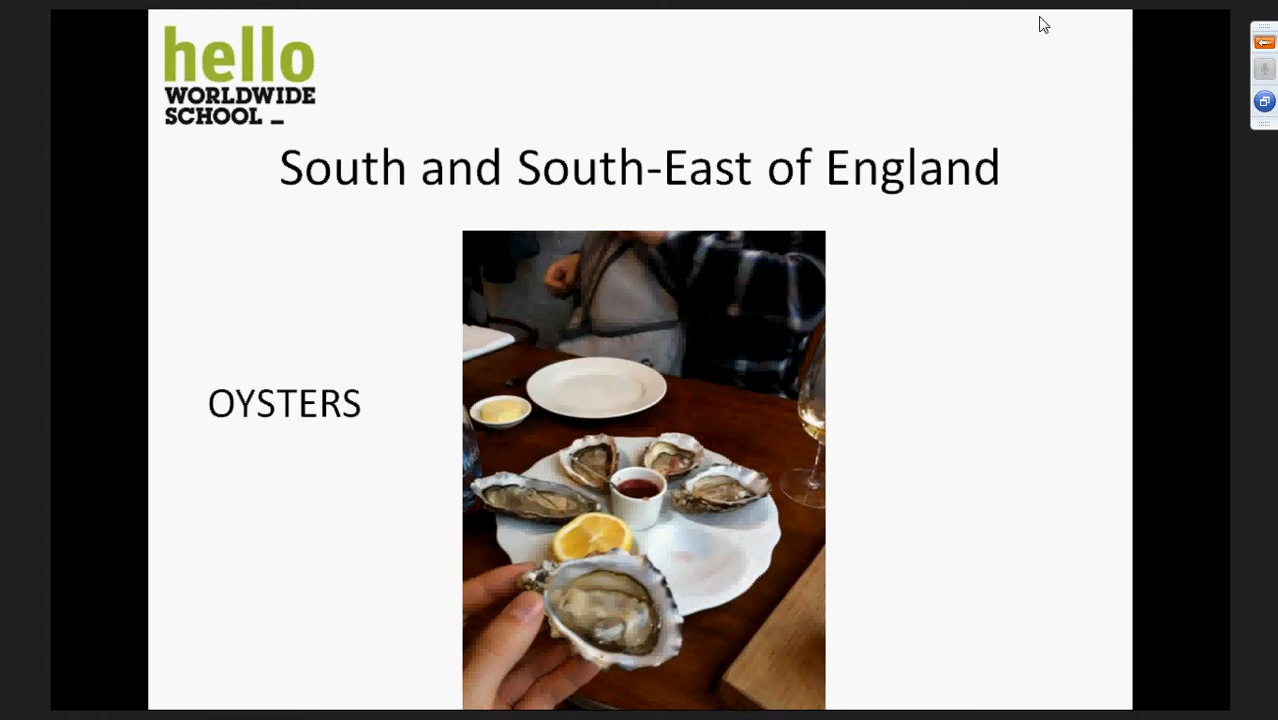 hello
WORLDWIDE
SCHOOL _
South and South-East of England
OYSTERS